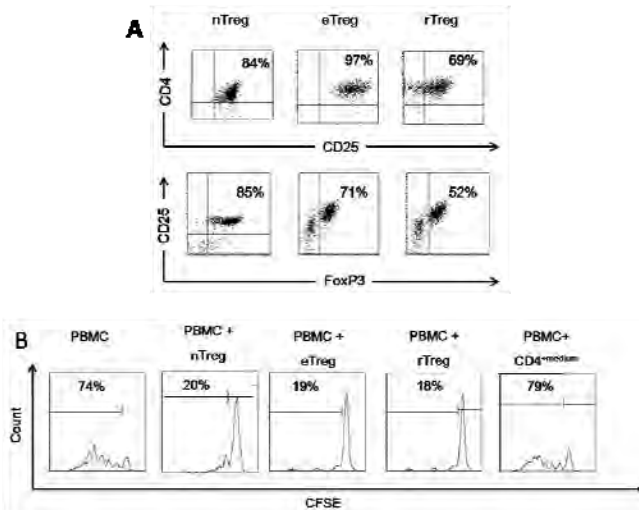 A
nTreg eTreg rTreg
84% 97% 69%
CD4
CD25
85% 71% 52%
CD25
FoxP3
B
PBMC PBMC + nTreg PBMC + eTreg PBMC + rTreg PBMC+ CD4+medium
74% 20% 19% 18% 79%
Count
CFSE